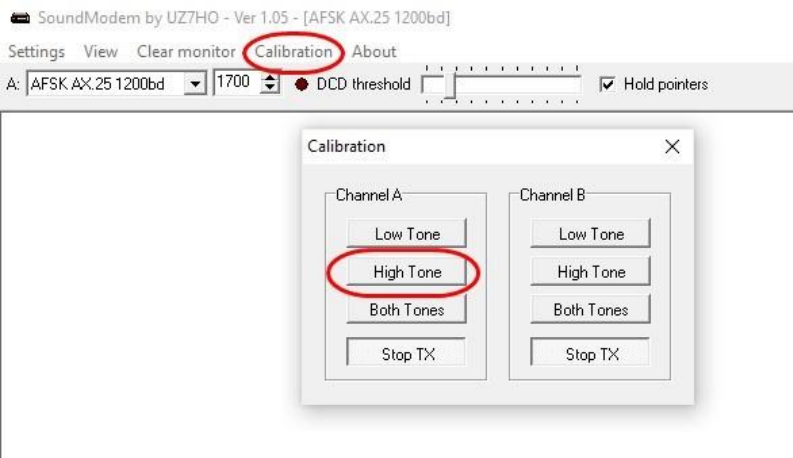 SoundModem by UZ7HO - Ver 1.05 - [AFSK AX.25 1200bd]
Settings View Clear monitor Calibration About
A: AFSK AX.25 1200bd 1700 DCD threshold Hold pointers
Calibration
Channel A Channel B
Low Tone Low Tone
High Tone High Tone
Both Tones Both Tones
Stop TX Stop TX